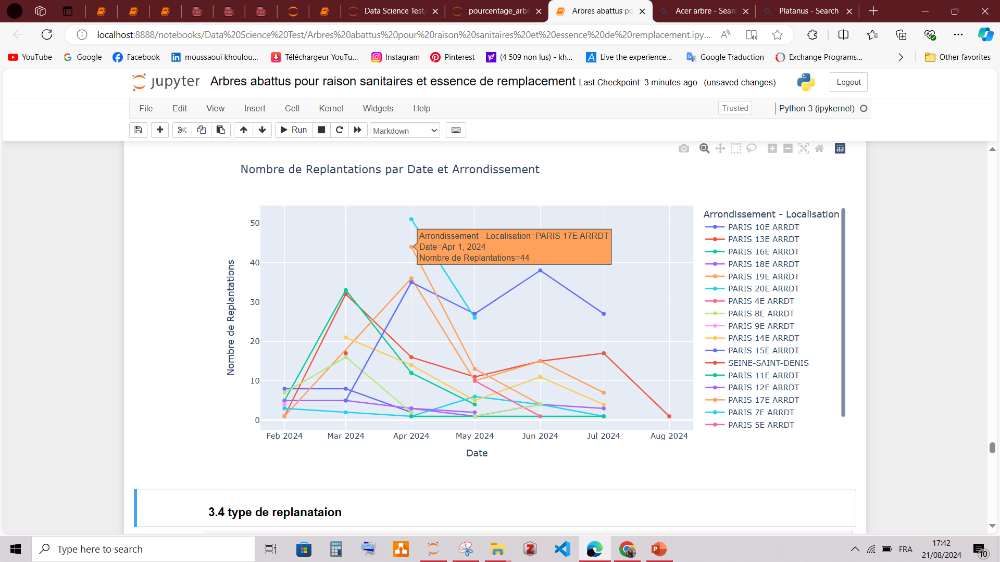 Data Science Test/
pourcentage_arbr
Arbres abattus po
Acer arbre - Searc
Platanus - Search
localhost:8888/notebooks/Data%20Science%20Test/Arbres%20abattus%20pour%20raison%20sanitaires%20et%20essence%20de%20remplacement.ipy...
YouTube
Google
Facebook
moussaoui khoulou...
Téléchargeur YouTu...
Instagram
Pinterest
(4 509 non lus) - kh...
Live the experience...
Google Traduction
Exchange Programs...
Other favorites
jupyter
Arbres abattus pour raison sanitaires et essence de remplacement Last Checkpoint: 3 minutes ago (unsaved changes)
Logout
File
Edit
View
Insert
Cell
Kernel
Widgets
Help
Trusted
Python 3 (ipykernel)
Run
Markdown
Nombre de Replantations par Date et Arrondissement
Nombre de Replantations
50
40
30
20
10
0
Arrondissement - Localisation=PARIS 17E ARRDT
Date=Apr 1, 2024
Nombre de Replantations=44
Feb 2024
Mar 2024
Apr 2024
May 2024
Jun 2024
Jul 2024
Aug 2024
Date
Arrondissement - Localisation
PARIS 10E ARRDT
PARIS 13E ARRDT
PARIS 16E ARRDT
PARIS 18E ARRDT
PARIS 19E ARRDT
PARIS 20E ARRDT
PARIS 4E ARRDT
PARIS 8E ARRDT
PARIS 9E ARRDT
PARIS 14E ARRDT
PARIS 15E ARRDT
SEINE-SAINT-DENIS
PARIS 11E ARRDT
PARIS 12E ARRDT
PARIS 17E ARRDT
PARIS 7E ARRDT
PARIS 5E ARRDT
3.4 type de replanataion
Type here to search
FRA
17:42
21/08/2024
10